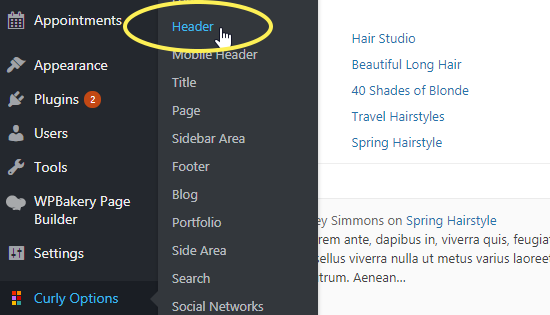 Appointments
Appearance
Plugins 2
Users
Tools
WPBakery Page
Builder
Settings
Curly Options
Header
Mobile Header
Title
Page
Sidebar Area
Footer
Blog
Portfolio
Side Area
Search
Social Networks
Hair Studio
Beautiful Long Hair
40 Shades of Blonde
Travel Hairstyles
Spring Hairstyle
ey Simmons on Spring Hairstyle
rem ante, dapibus in, viverra quis, feugiat
sellus viverra nulla ut metus varius laoreet
trum. Aenean...